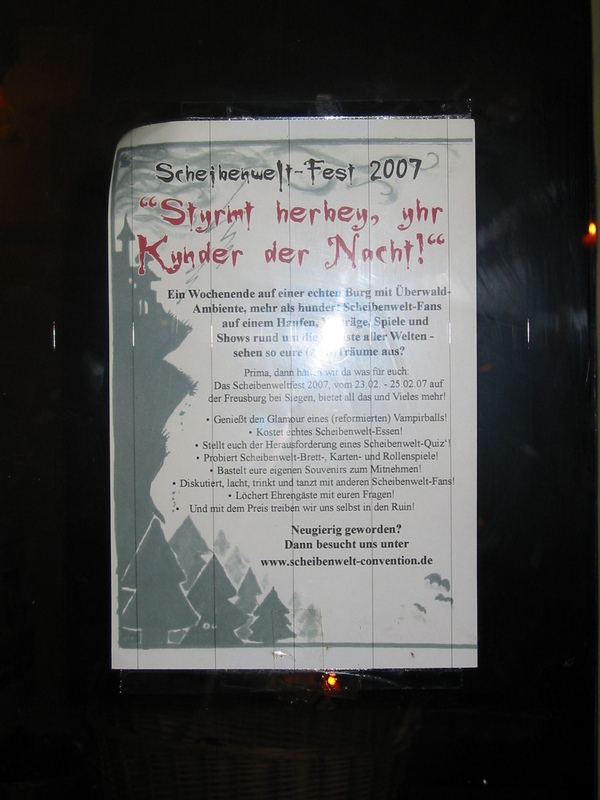 Scheibenwelt-Fest 2007
“Styrmt herbey, yhr
Kynder der Nacht!“
Ein Wochenende auf einer echten Burg mit Überwald-
Ambiente, mehr als hundert Scheibenwelt-Fans
auf einem Haufen, Spiele und
Shows rund um die aller Welten -
sehen so eure Träume aus?
Prima, dann haben wir da was für euch:
Das Scheibenweltfest 2007, vom 23.02. - 25.02.07 auf
der Freusburg bei Siegen, bietet all das und Vieles mehr!
• Genießt den Glamour eines (reformierten) Vampirballs!
• Kostet echtes Scheibenwelt-Essen!
• Stellt euch der Herausforderung eines Scheibenwelt-Quiz'!
• Probiert Scheibenwelt-Brett-, Karten- und Rollenspiele!
• Bastelt eure eigenen Souvenirs zum Mitnehmen!
• Diskutiert, lacht, trinkt und tanzt mit anderen Scheibenwelt-Fans!
• Löchert Ehrengäste mit euren Fragen!
• Und mit dem Preis treiben wir uns selbst in den Ruin!
Neugierig geworden?
Dann besucht uns unter
www.scheibenwelt-convention.de